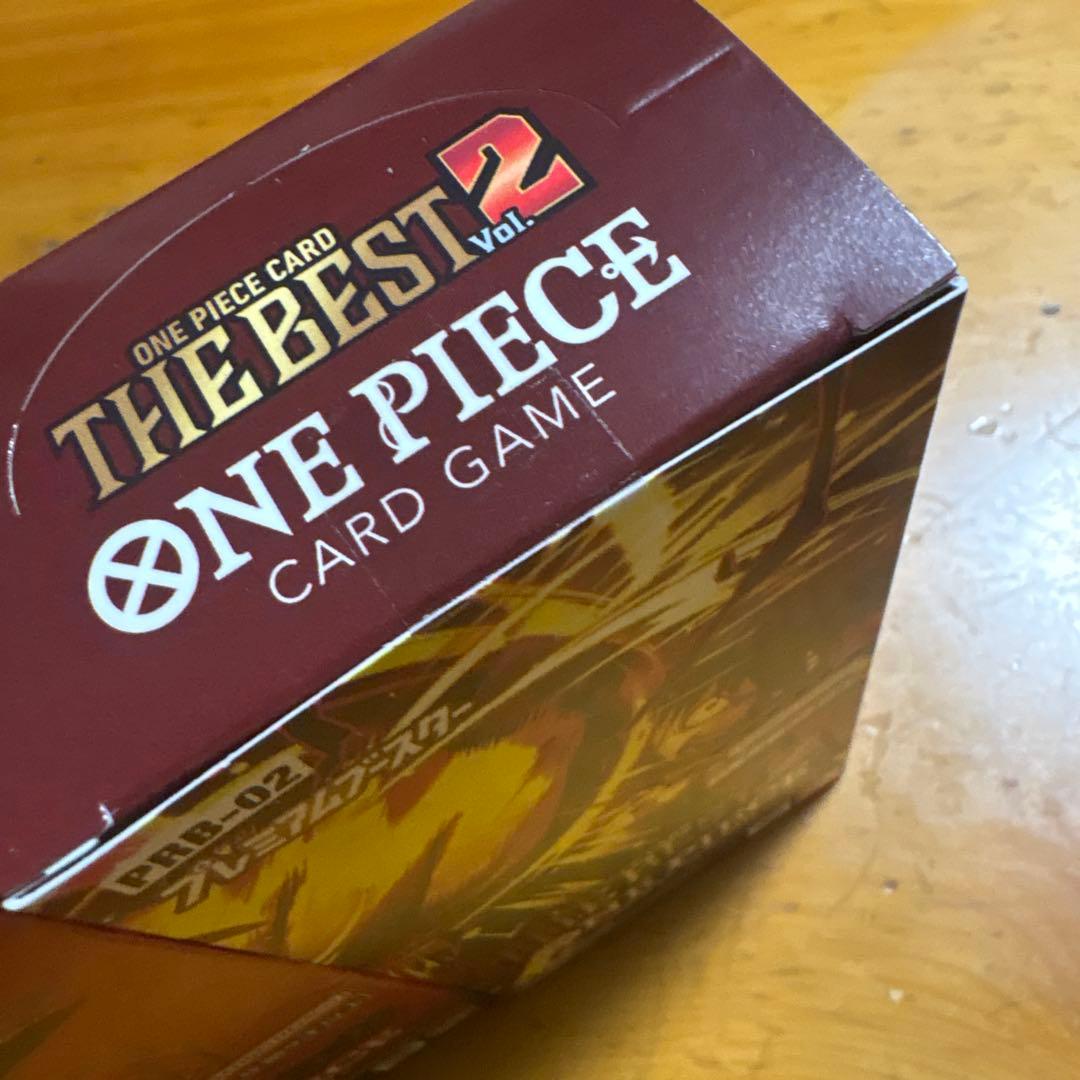 ONE PIECE CARD
THE BEST
Vol. 2
ONE PIECE
CARD GAME
PRB-02
プレミアムブースター